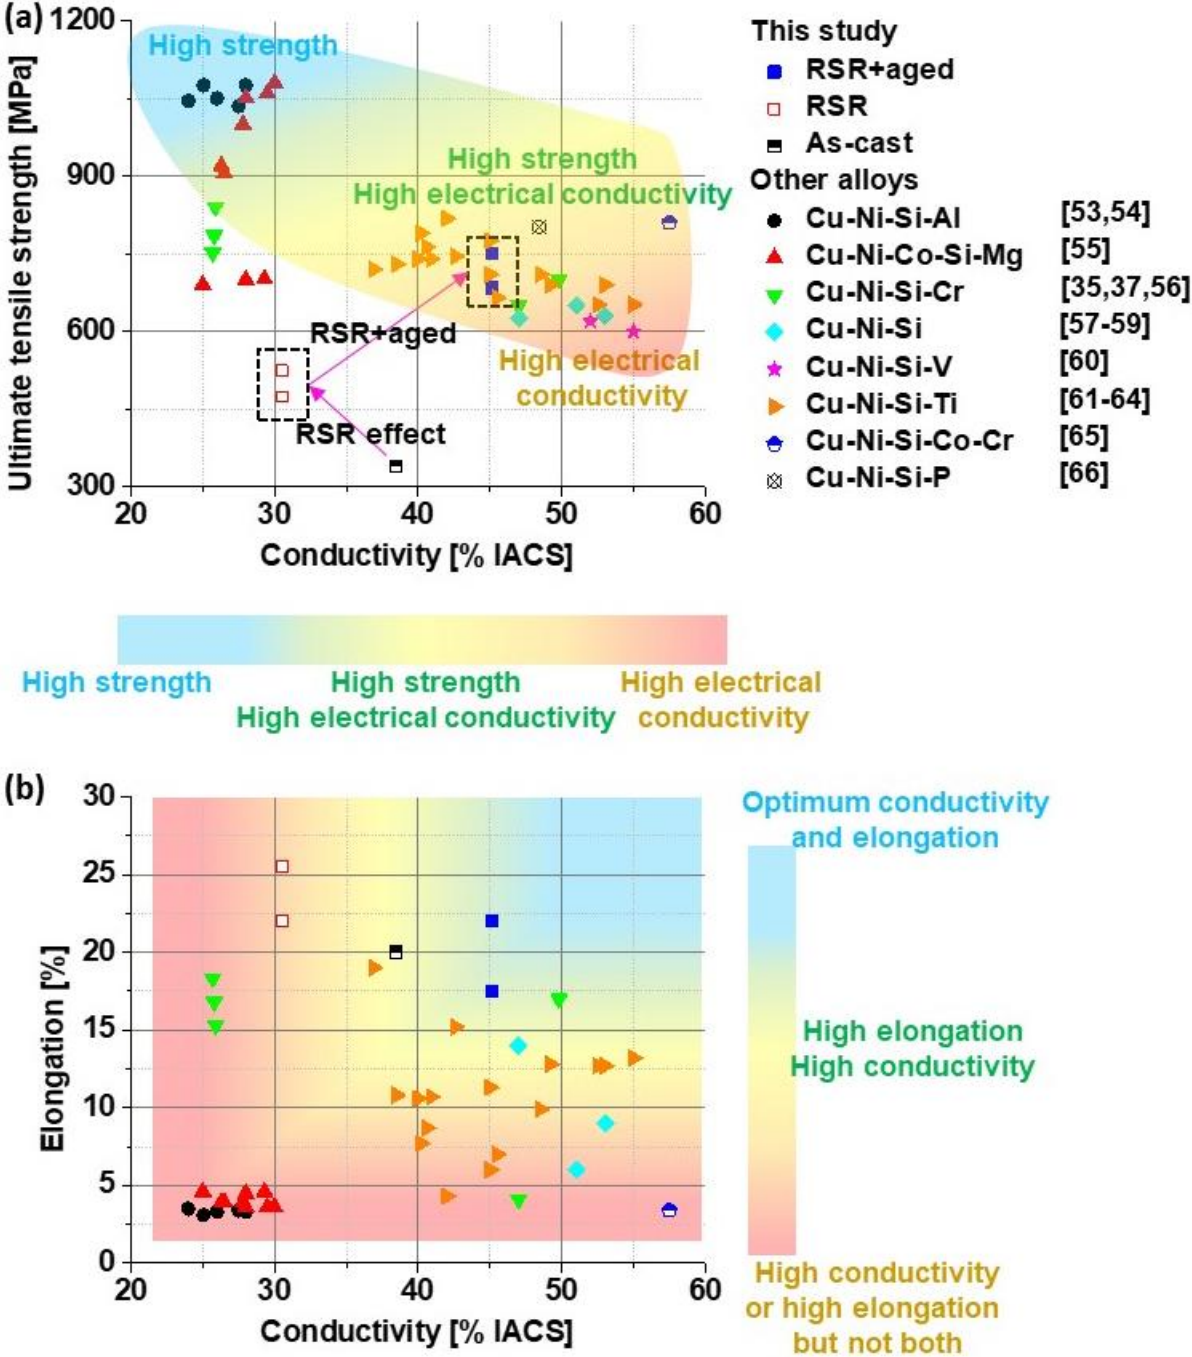 (a)
1200
900
600
300
Ultimate tensile strength [MPa]
High strength
High strength
High electrical conductivity
RSR+aged
RSR effect
High electrical
conductivity
20 30 40 50 60
Conductivity [% IACS]
This study
RSR+aged
RSR
As-cast
Other alloys
Cu-Ni-Si-Al [53,54]
Cu-Ni-Co-Si-Mg [55]
Cu-Ni-Si-Cr [35,37,56]
Cu-Ni-Si [57-59]
Cu-Ni-Si-V [60]
Cu-Ni-Si-Ti [61-64]
Cu-Ni-Si-Co-Cr [65]
Cu-Ni-Si-P [66]
High strength
High strength
High electrical conductivity
High electrical
conductivity
(b)
30
25
20
15
10
5
0
Elongation [%]
20 30 40 50 60
Conductivity [% IACS]
Optimum conductivity
and elongation
High elongation
High conductivity
High conductivity
or high elongation
but not both